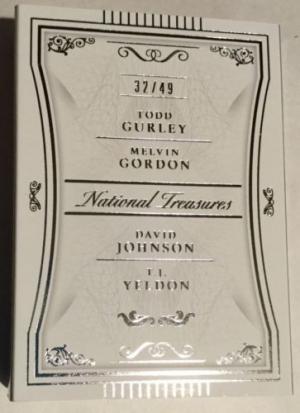 32/49
TODD
GURLEY
MELVIN
GORDON
National Treasures
DAVID
JOHNSON
T.J.
YELDON